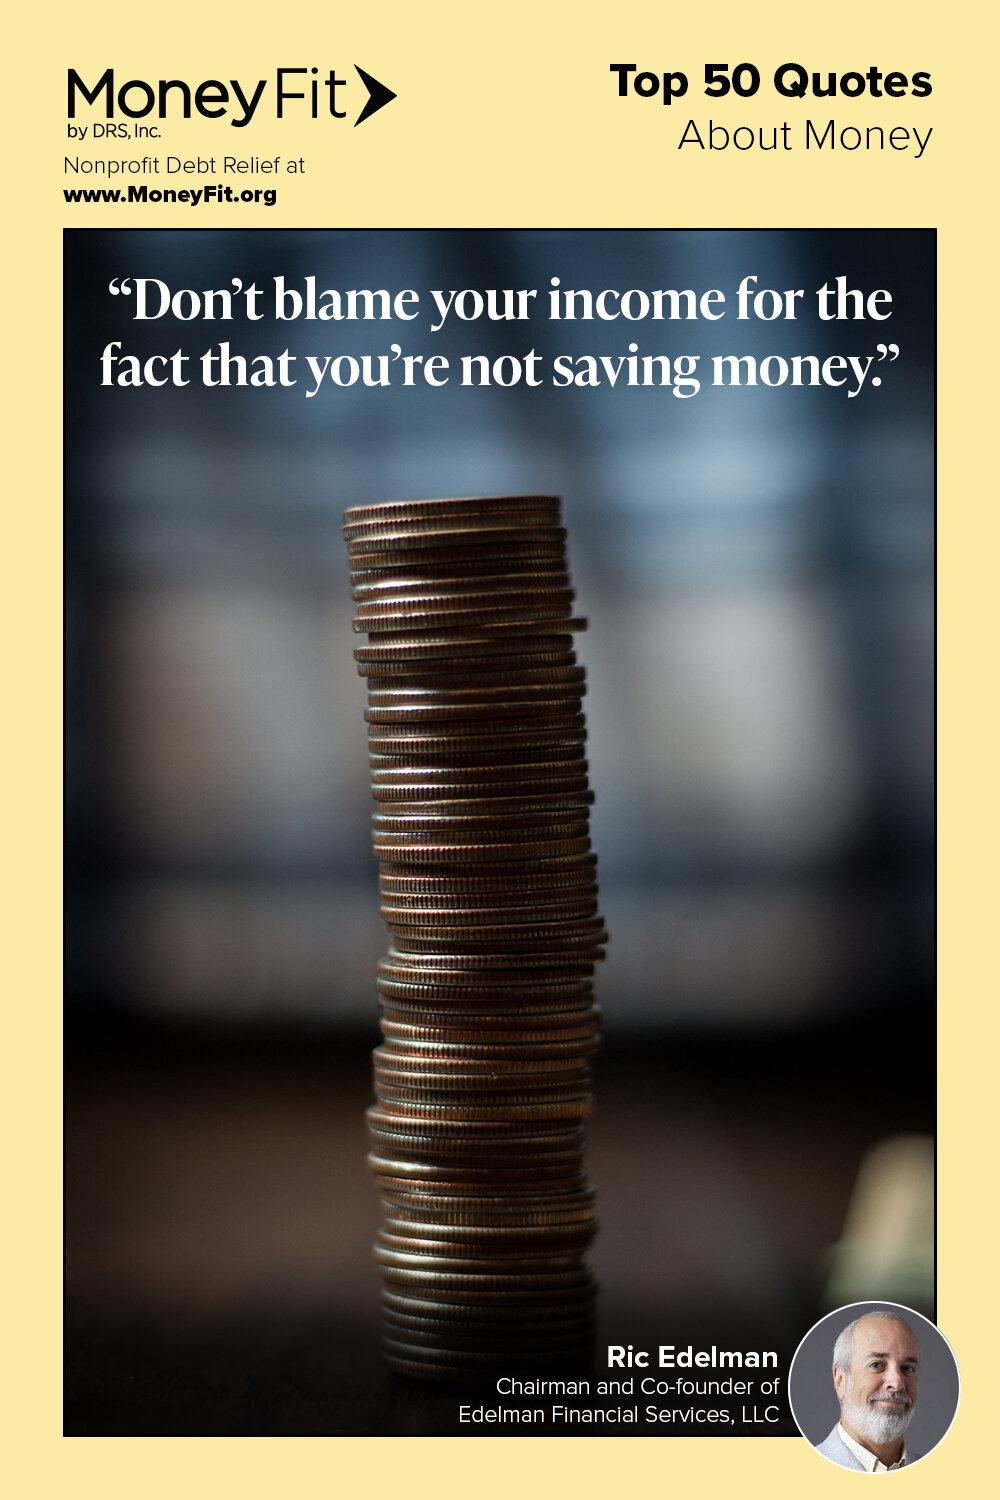 MoneyFit
by DRS, Inc.
Nonprofit Debt Relief at
www.MoneyFit.org
Top 50 Quotes
About Money
“Don’t blame your income for the
fact that you’re not saving money.”
Ric Edelman
Chairman and Co-founder of
Edelman Financial Services, LLC